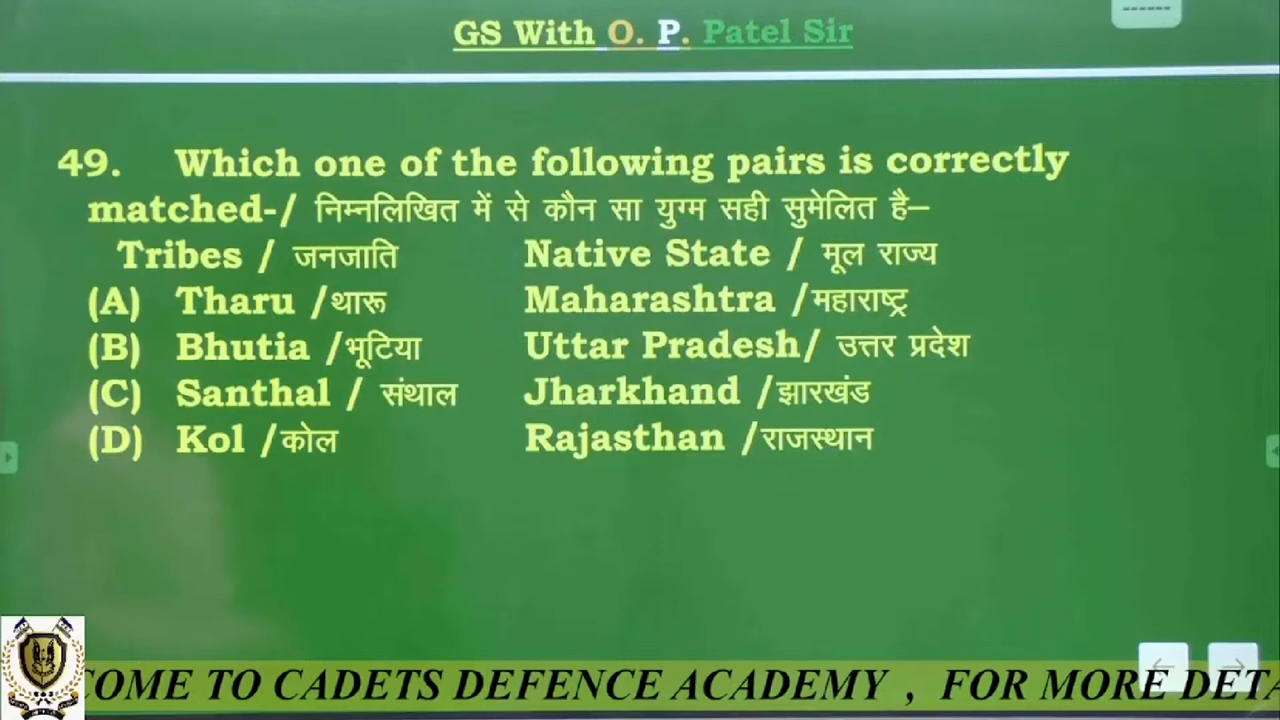 GS With O. P. Patel Sir
------
49. Which one of the following pairs is correctly
matched-/ निम्नलिखित में से कौन सा युग्म सही सुमेलित है–
Tribes / जनजाति Native State / मूल राज्य
(A) Tharu /थारू Maharashtra /महाराष्ट्र
(B) Bhutia /भूटिया Uttar Pradesh/ उत्तर प्रदेश
(C) Santhal / संथाल Jharkhand /झारखंड
(D) Kol /कोल Rajasthan /राजस्थान
COME TO CADETS DEFENCE ACADEMY , FOR MORE DETA